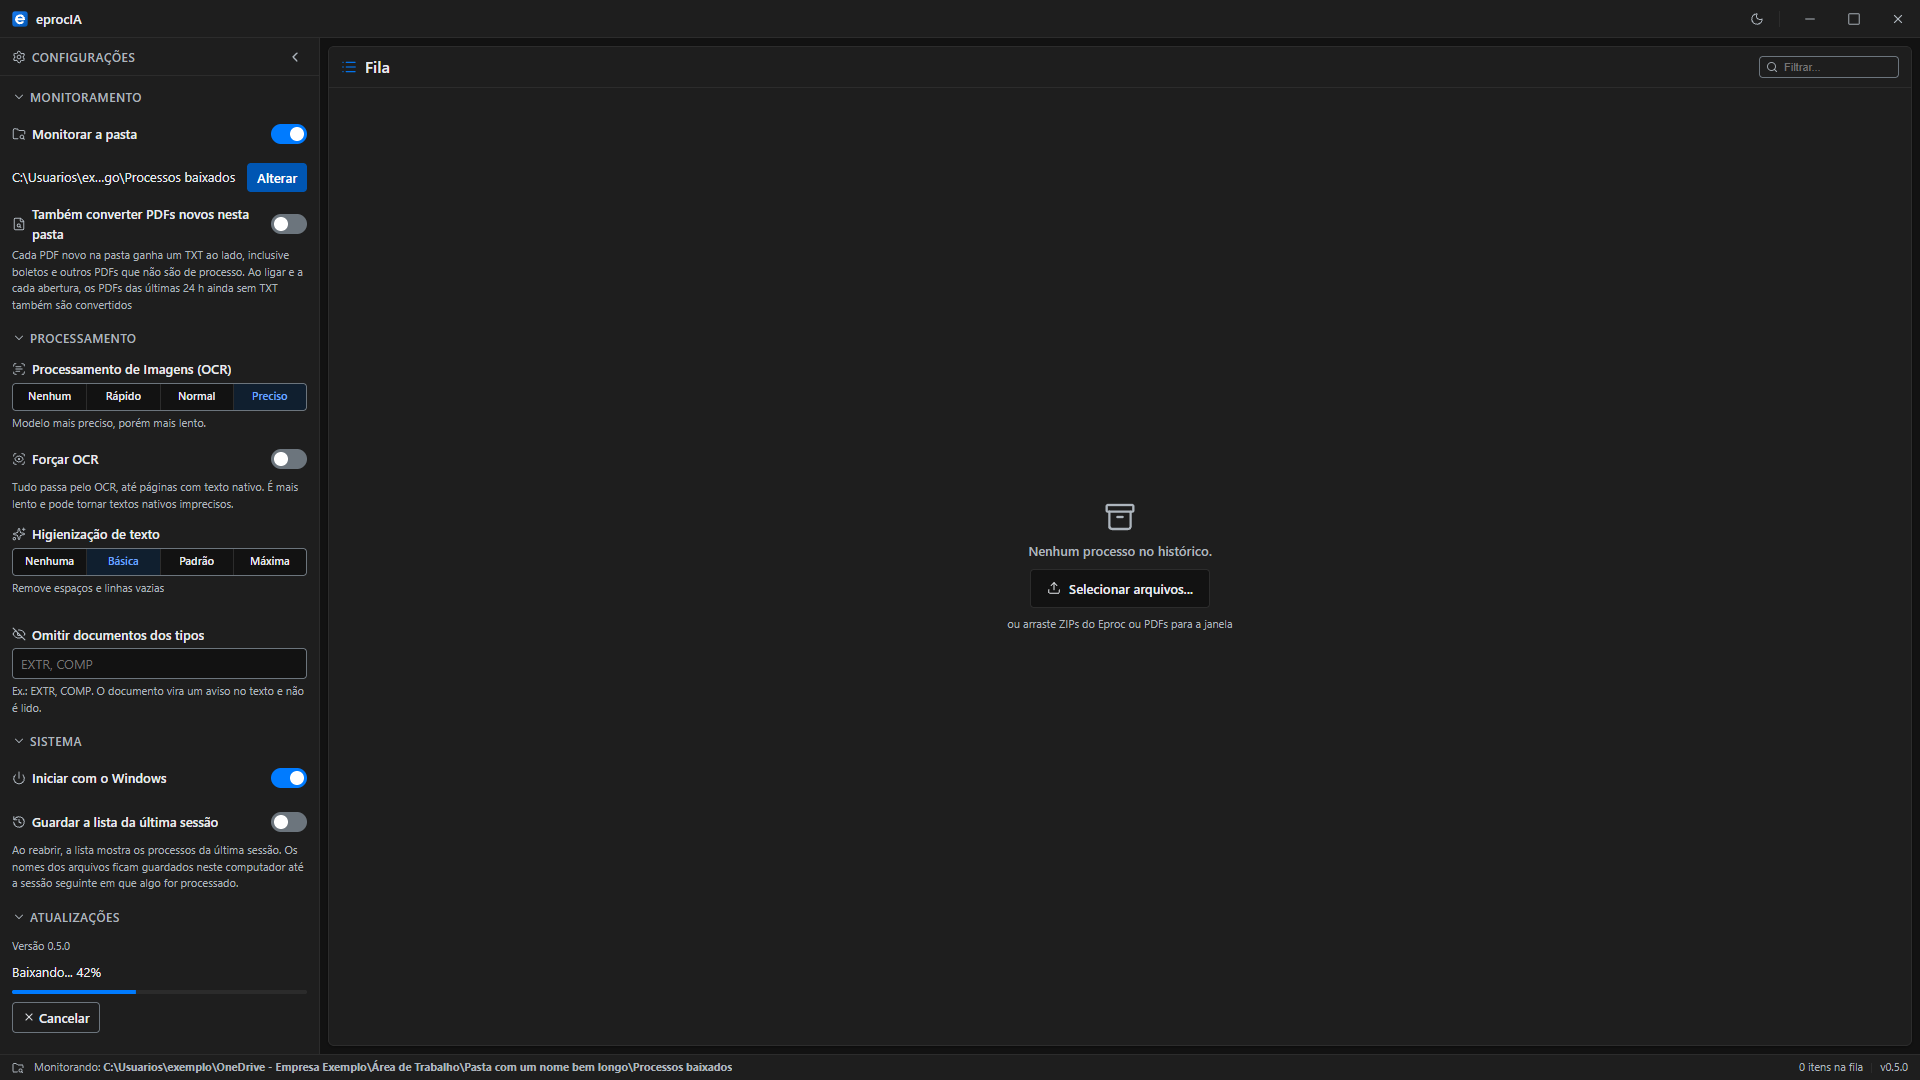 eprocIA
CONFIGURAÇÕES
MONITORAMENTO
Monitorar a pasta
C:\Usuarios\ex...go\Processos baixados
Alterar
Também converter PDFs novos nesta
pasta
Cada PDF novo na pasta ganha um TXT ao lado, inclusive
boletos e outros PDFs que não são de processo. Ao ligar e a
cada abertura, os PDFs das últimas 24 h ainda sem TXT
também são convertidos
PROCESSAMENTO
Processamento de Imagens (OCR)
Nenhum Rápido Normal Preciso
Modelo mais preciso, porém mais lento.
Forçar OCR
Tudo passa pelo OCR, até páginas com texto nativo. É mais
lento e pode tornar textos nativos imprecisos.
Higienização de texto
Nenhuma Básica Padrão Máxima
Remove espaços e linhas vazias
Omitir documentos dos tipos
EXTR, COMP
Ex.: EXTR, COMP. O documento vira um aviso no texto e não
é lido.
SISTEMA
Iniciar com o Windows
Guardar a lista da última sessão
Ao reabrir, a lista mostra os processos da última sessão. Os
nomes dos arquivos ficam guardados neste computador até
a sessão seguinte em que algo for processado.
ATUALIZAÇÕES
Versão 0.5.0
Baixando... 42%
Cancelar
Fila
Filtrar...
Nenhum processo no histórico.
Selecionar arquivos...
ou arraste ZIPs do Eproc ou PDFs para a janela
Monitorando: C:\Usuarios\exemplo\OneDrive - Empresa Exemplo\Área de Trabalho\Pasta com um nome bem longo\Processos baixados
0 itens na fila
v0.5.0